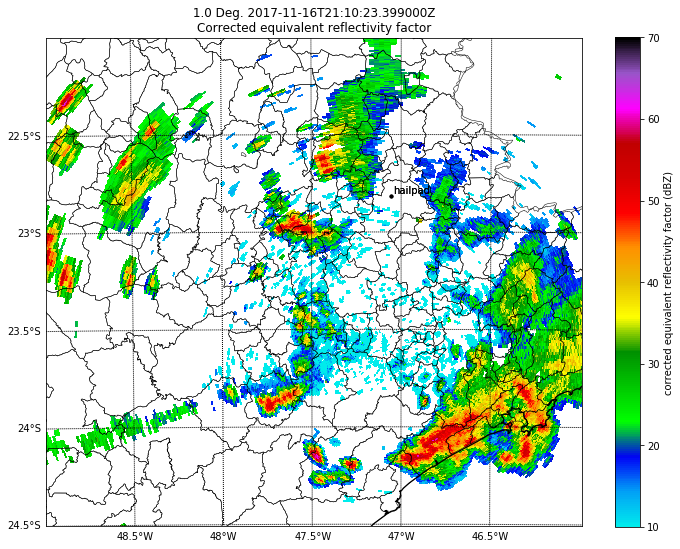 1.0 Deg. 2017-11-16T21:10:23.399000Z
Corrected equivalent reflectivity factor
22.5°S
23°S
23.5°S
24°S
24.5°S
48.5°W
48°W
47.5°W
47°W
46.5°W
hailpad
70
60
50
40
30
20
10
corrected equivalent reflectivity factor (dBZ)